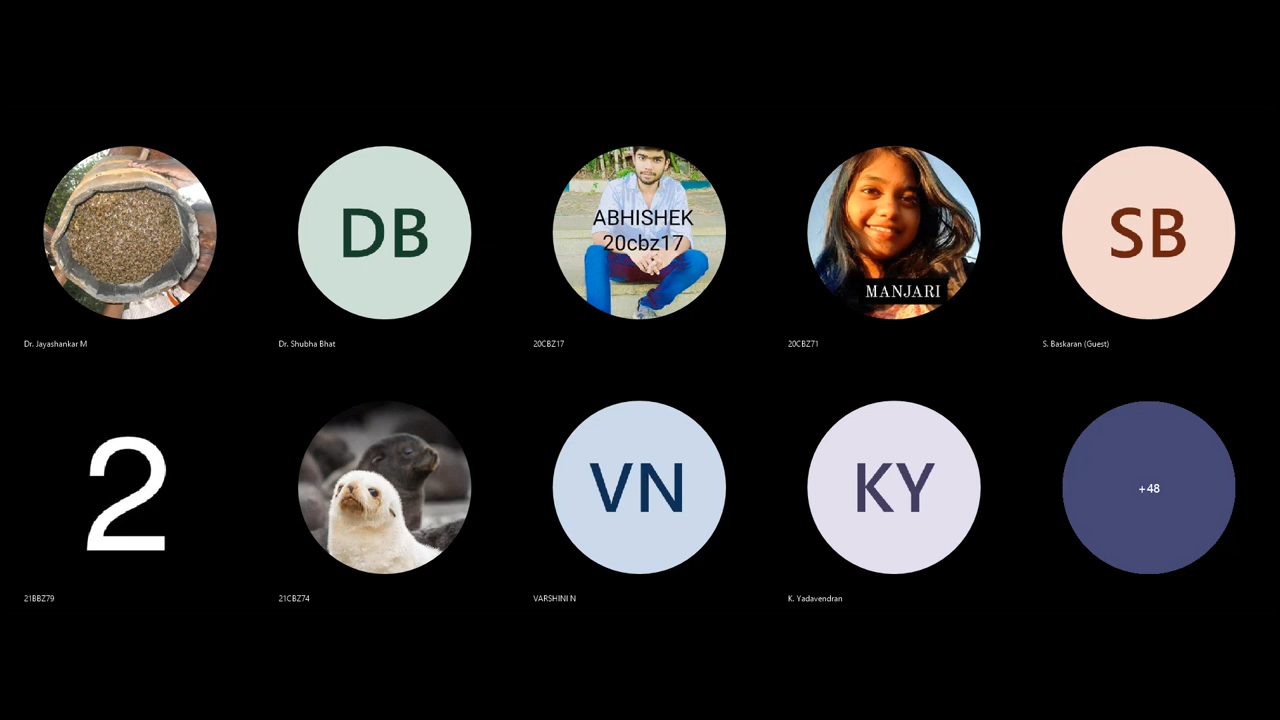 DB
ABHISHEK
20cbz17
MANJARI
SB
Dr. Jayashankar M
Dr. Shubha Bhat
20CBZ17
20CBZ71
S. Baskaran (Guest)
2
VN
KY
+48
21BBZ79
21CBZ74
VARSHINI N
K. Yadavendran